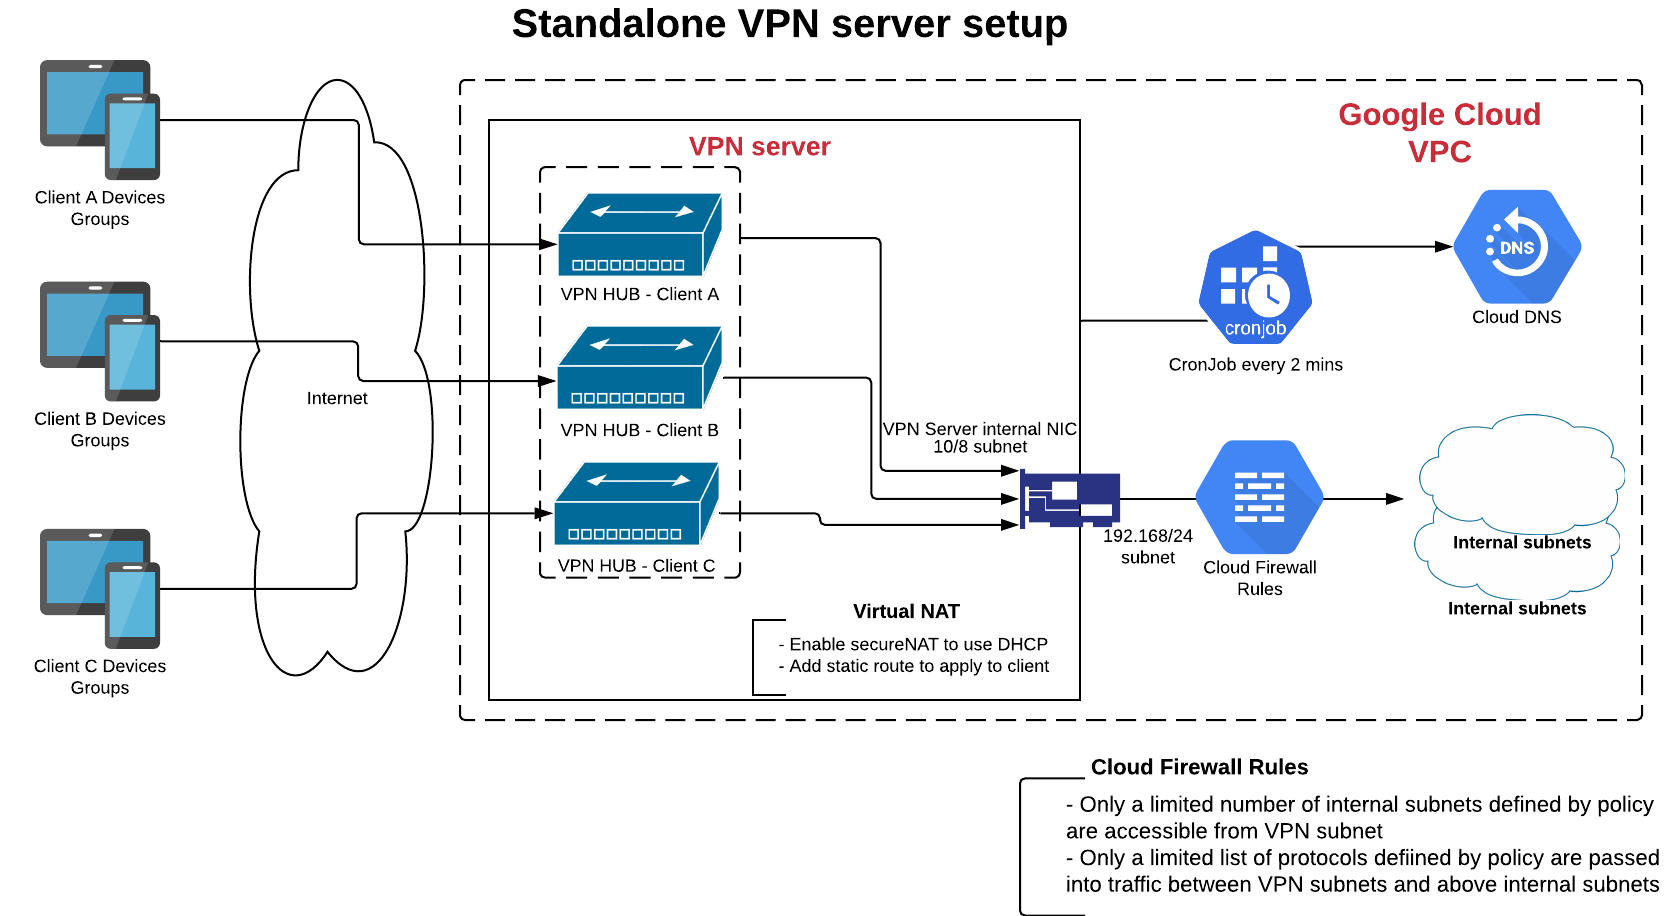 Standalone VPN server setup
Google Cloud
VPC
VPN server
Client A Devices
Groups
VPN HUB - Client A
DNS
Cloud DNS
cronjob
CronJob every 2 mins
Client B Devices
Groups
Internet
VPN HUB - Client B
VPN Server internal NIC
10/8 subnet
192.168/24
subnet
Cloud Firewall
Rules
Internal subnets
Internal subnets
VPN HUB - Client C
Client C Devices
Groups
Virtual NAT
- Enable secureNAT to use DHCP
- Add static route to apply to client
Cloud Firewall Rules
- Only a limited number of internal subnets defined by policy
are accessible from VPN subnet
- Only a limited list of protocols defiined by policy are passed
into traffic between VPN subnets and above internal subnets